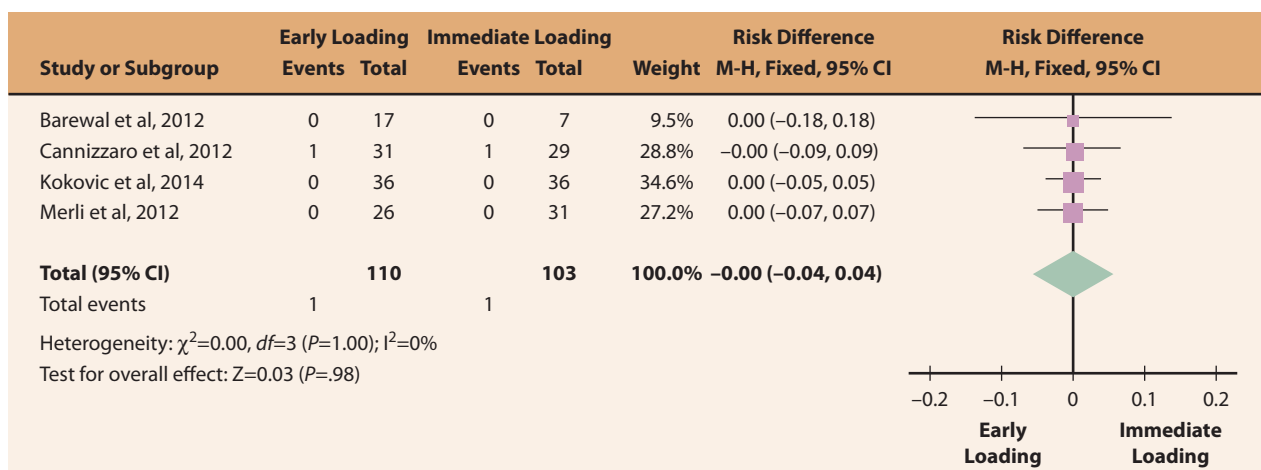 Early Loading Immediate Loading Risk Difference Risk Difference
Study or Subgroup Events Total Events Total Weight M-H, Fixed, 95% CI M-H, Fixed, 95% CI
Barewal et al, 2012 0 17 0 7 9.5% 0.00 (–0.18, 0.18)
Cannizzaro et al, 2012 1 31 1 29 28.8% –0.00 (–0.09, 0.09)
Kokovic et al, 2014 0 36 0 36 34.6% 0.00 (–0.05, 0.05)
Merli et al, 2012 0 26 0 31 27.2% 0.00 (–0.07, 0.07)
Total (95% CI) 110 103 100.0% –0.00 (–0.04, 0.04)
Total events 1 1
Heterogeneity: χ²=0.00, df=3 (P=1.00); I²=0%
Test for overall effect: Z=0.03 (P=.98)
–0.2 –0.1 0 0.1 0.2
Early Immediate
Loading Loading